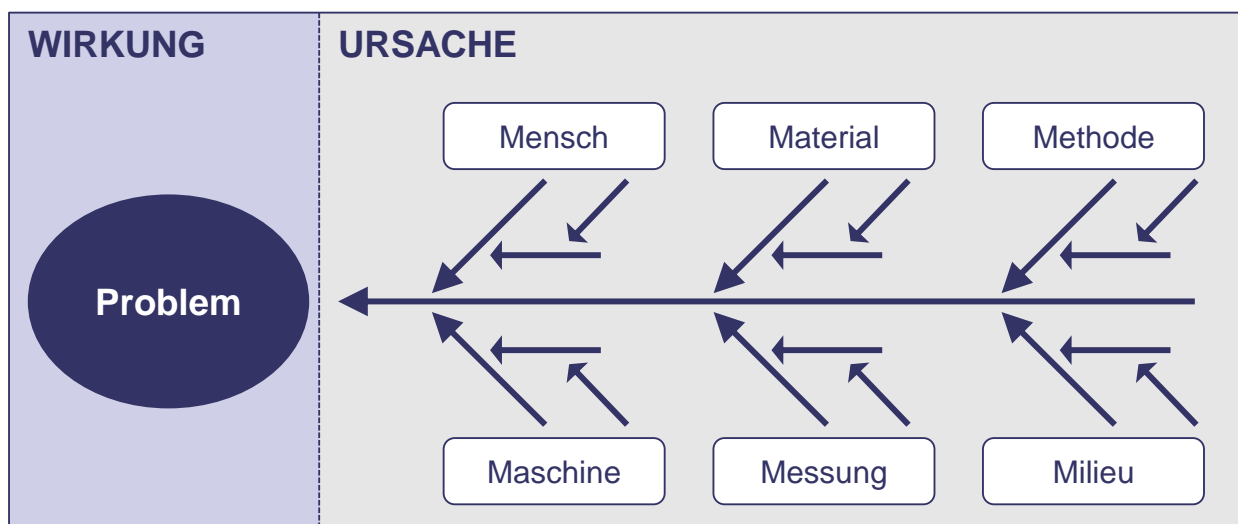 WIRKUNG
URSACHE
Mensch
Material
Methode
Problem
Maschine
Messung
Milieu